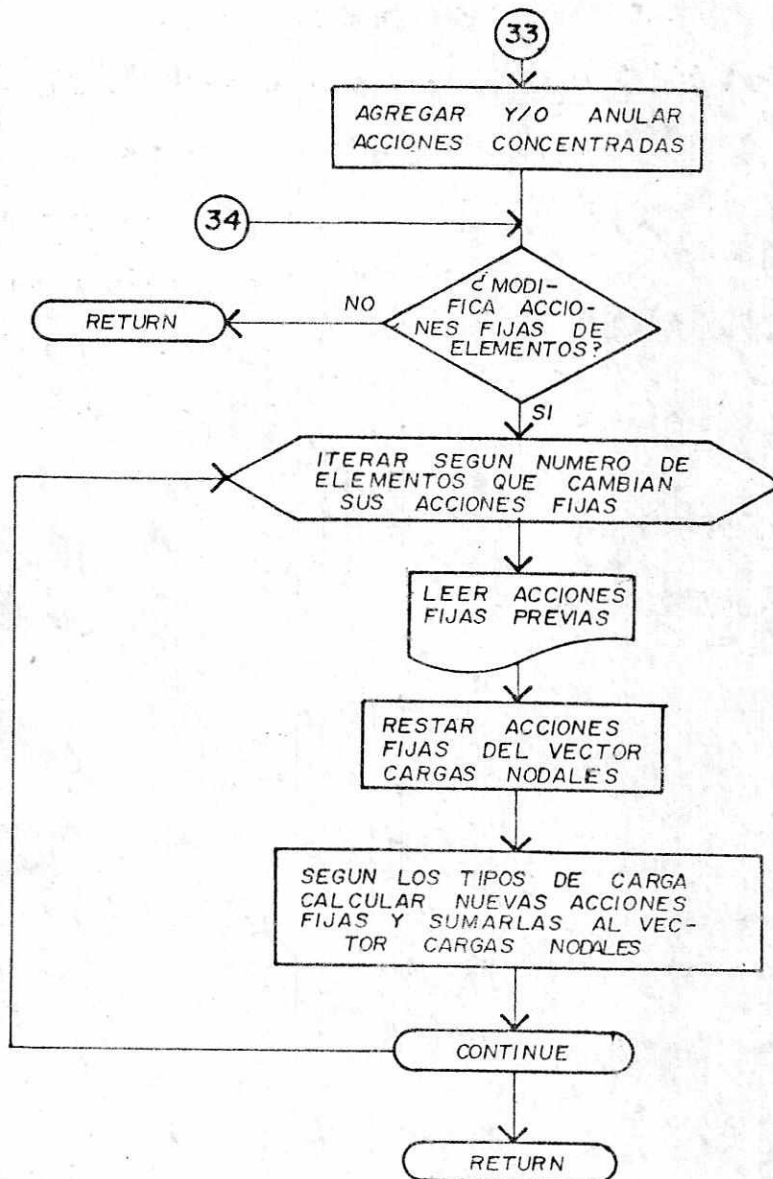 33
AGREGAR Y/O ANULAR
ACCIONES CONCENTRADAS
34
¿MODI-
FICA ACCIO-
NES FIJAS DE
ELEMENTOS?
NO
RETURN
SI
ITERAR SEGUN NUMERO DE
ELEMENTOS QUE CAMBIAN
SUS ACCIONES FIJAS
LEER ACCIONES
FIJAS PREVIAS
RESTAR ACCIONES
FIJAS DEL VECTOR
CARGAS NODALES
SEGUN LOS TIPOS DE CARGA
CALCULAR NUEVAS ACCIONES
FIJAS Y SUMARLAS AL VEC-
TOR CARGAS NODALES
CONTINUE
RETURN